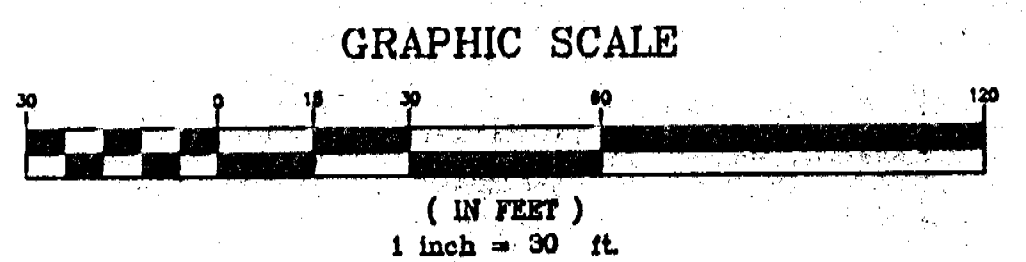 GRAPHIC SCALE
30 0 15 30 60 120
( IN FEET )
1 inch = 30 ft.